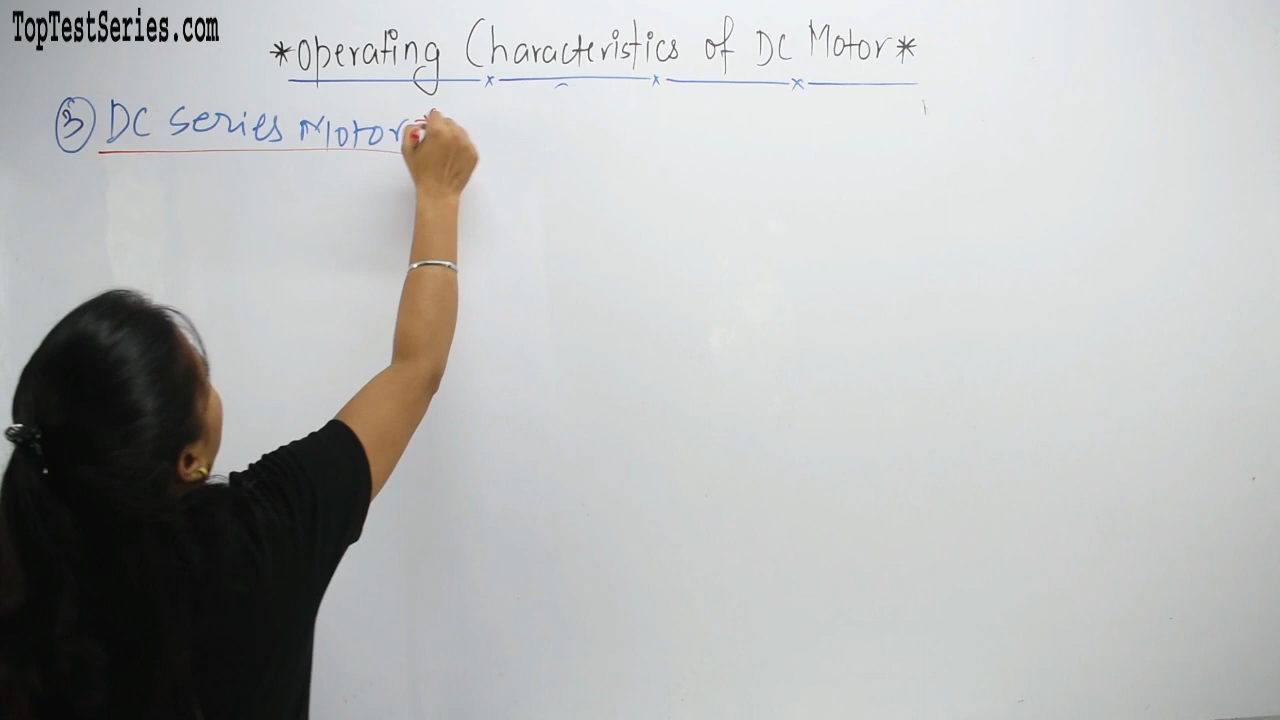 TopTestSeries.com
*Operating Characteristics of DC Motor*
3 DC Series Motor